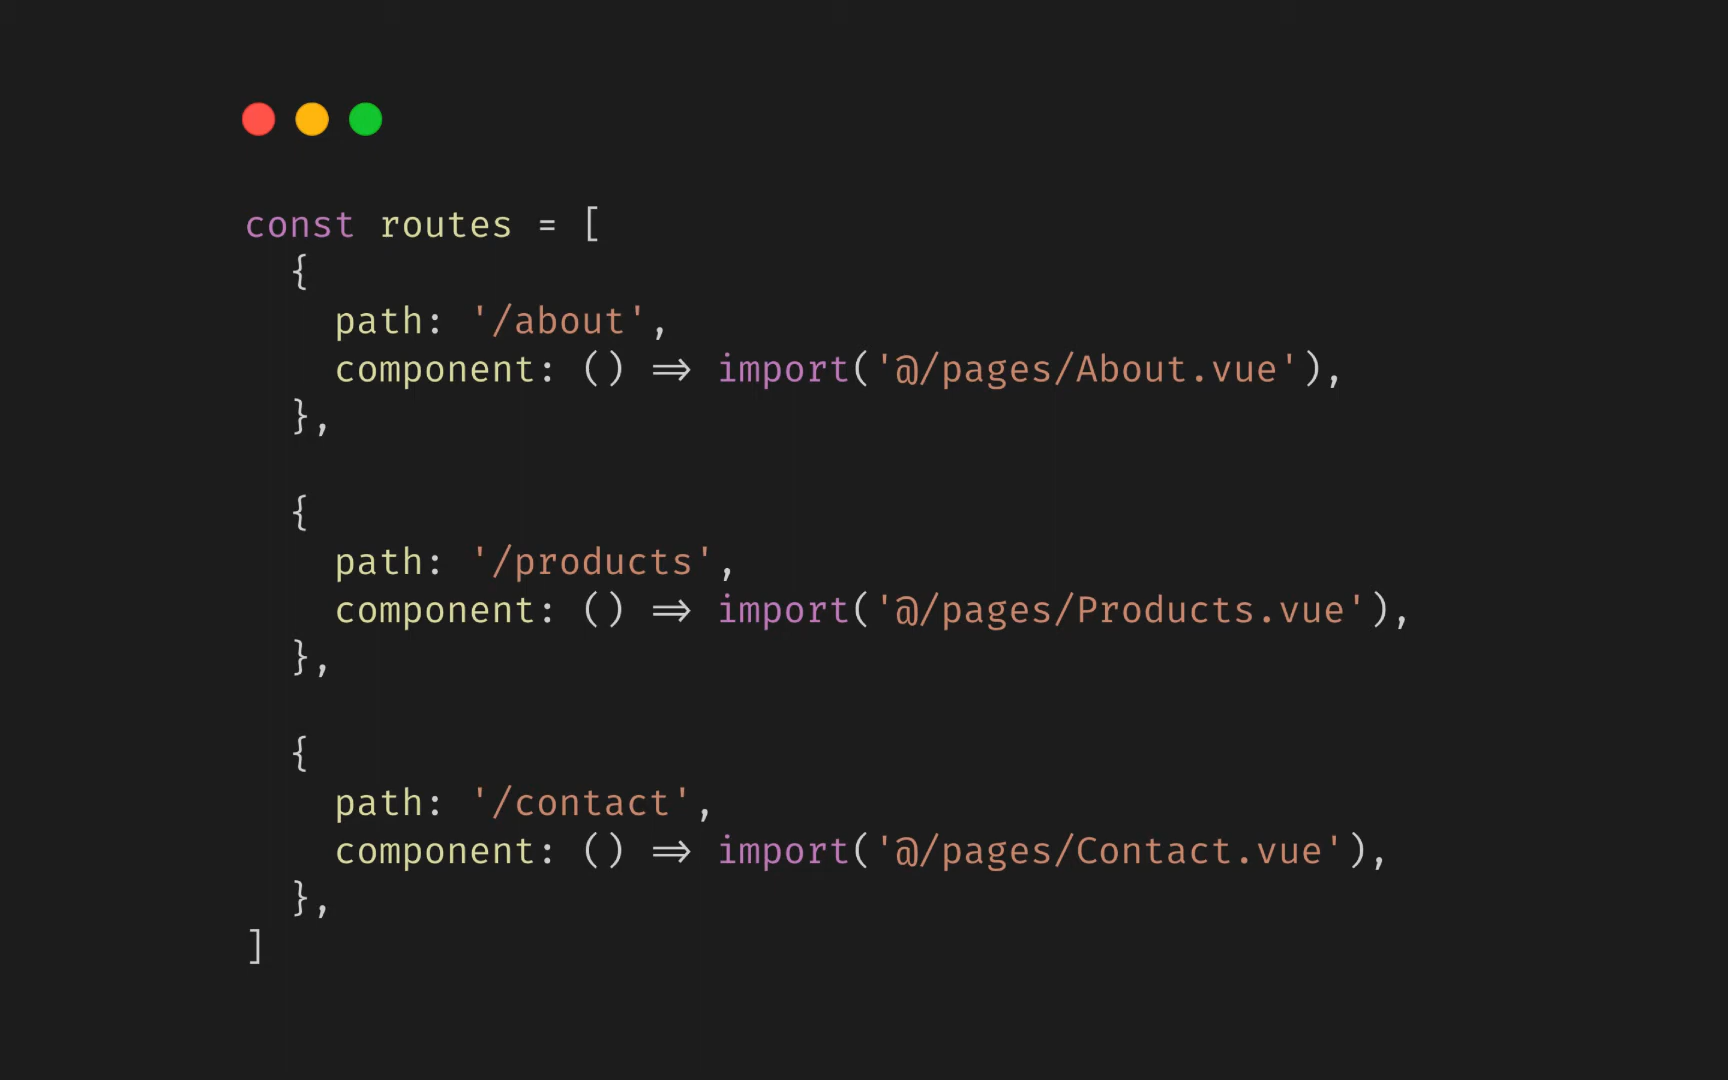 const routes = [
{
path: '/about',
component: () => import('@/pages/About.vue'),
},
{
path: '/products',
component: () => import('@/pages/Products.vue'),
},
{
path: '/contact',
component: () => import('@/pages/Contact.vue'),
},
]